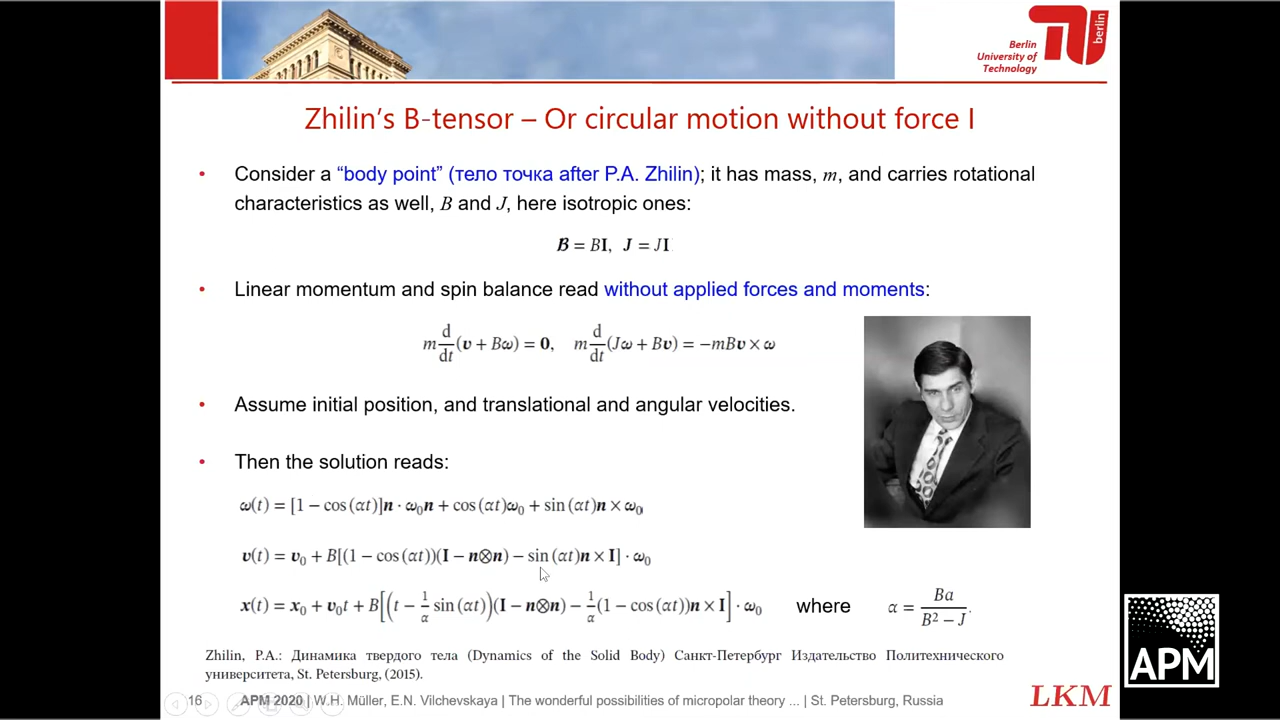 Berlin
University of
Technology
berlin
Zhilin's B-tensor – Or circular motion without force I
• Consider a “body point” (тело точка after P.A. Zhilin); it has mass, m, and carries rotational
characteristics as well, B and J, here isotropic ones:
𝓑 = BI, J = JI
• Linear momentum and spin balance read without applied forces and moments:
m d/dt (v + Bω) = 0, m d/dt (Jω + Bv) = −mBv × ω
• Assume initial position, and translational and angular velocities.
• Then the solution reads:
ω(t) = [1 − cos (αt)]n · ω₀n + cos (αt)ω₀ + sin (αt)n × ω₀
v(t) = v₀ + B[(1 − cos (αt))(I − n⊗n) − sin (αt)n × I] · ω₀
x(t) = x₀ + v₀t + B[(t − 1/α sin (αt))(I − n⊗n) − 1/α (1 − cos (αt))n × I] · ω₀ where α = Ba/(B² − J).
Zhilin, P.A.: Динамика твердого тела (Dynamics of the Solid Body) Санкт-Петербург Издательство Политехнического
университета, St. Petersburg, (2015).
16 APM 2020 | W.H. Müller, E.N. Vilchevskaya | The wonderful possibilities of micropolar theory ... | St. Petersburg, Russia
LKM
APM